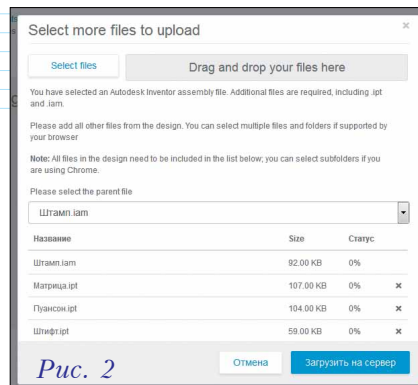 Select more files to upload
×
Select files
Drag and drop your files here
You have selected an Autodesk Inventor assembly file. Additional files are required, including .ipt
and .iam.
Please add all other files from the design. You can select multiple files and folders if supported by
your browser
Note: All files in the design need to be included in the list below; you can select subfolders if you
are using Chrome.
Please select the parent file
Штамп.iam
Название Size Статус
Штамп.iam 92.00 KB 0%
Матрица.ipt 107.00 KB 0% ×
Пуансон.ipt 104.00 KB 0% ×
Штифт.ipt 59.00 KB 0% ×
Рис. 2
Отмена
Загрузить на сервер